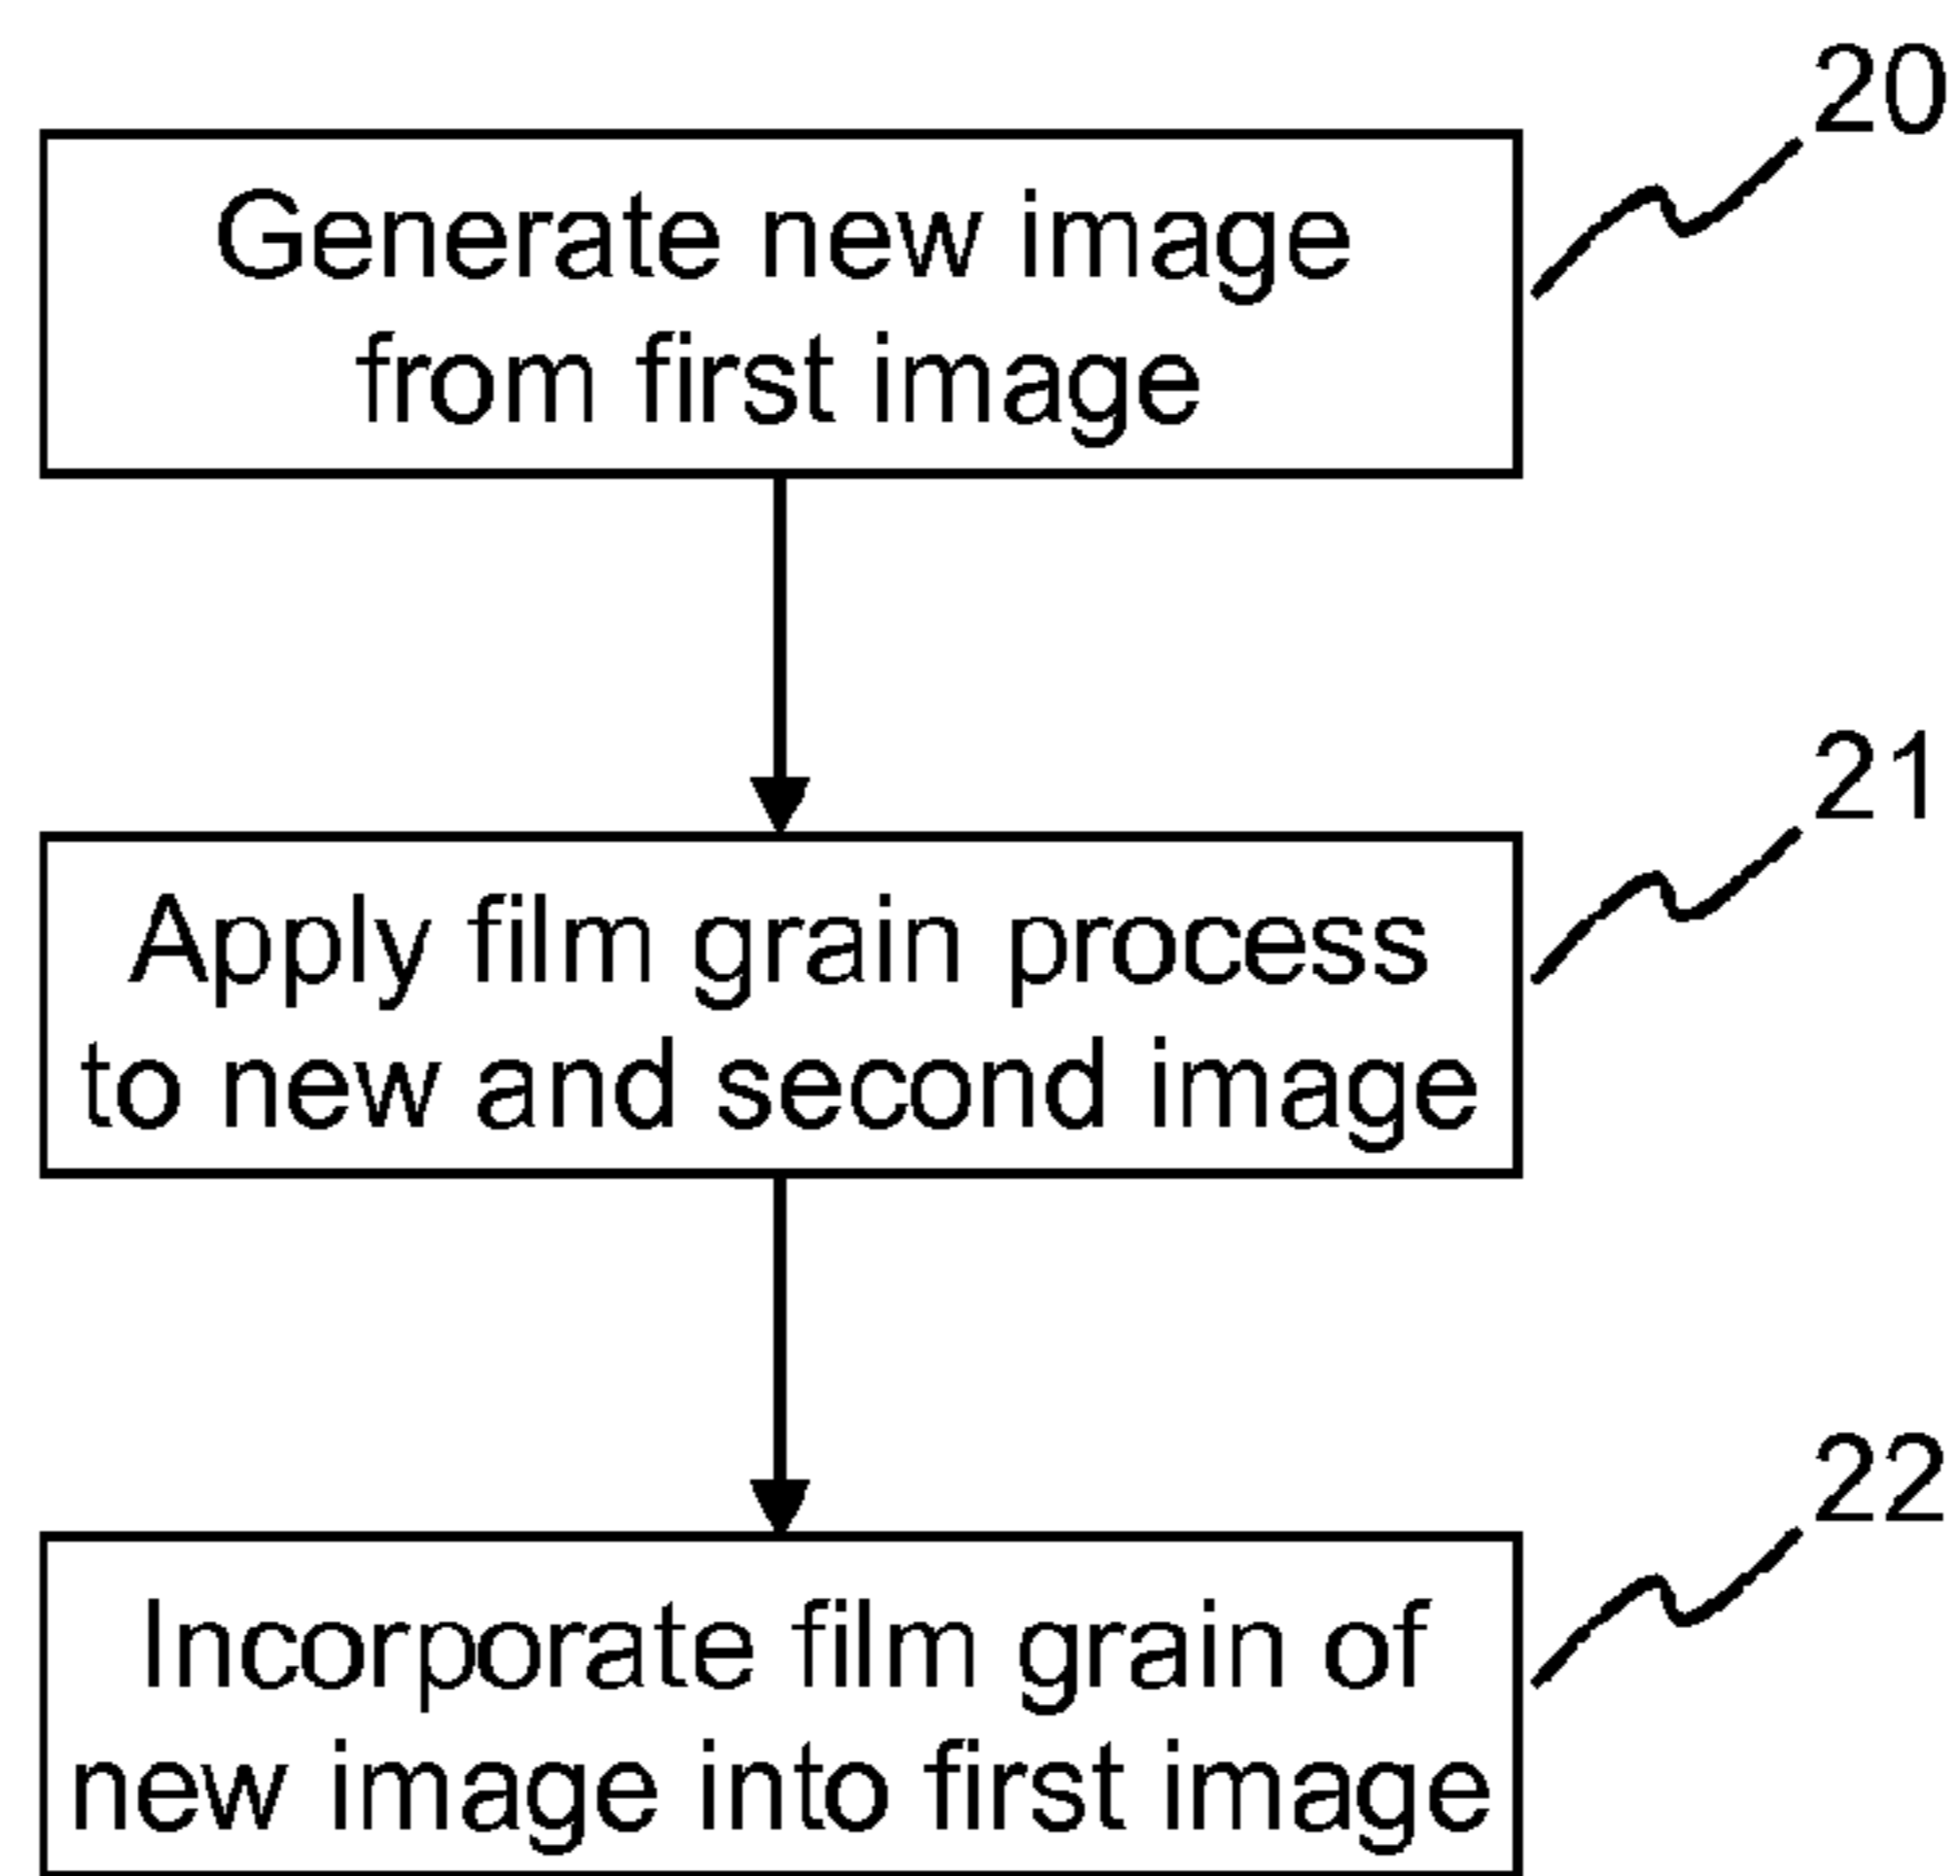 20
Generate new image
from first image
21
Apply film grain process
to new and second image
22
Incorporate film grain of
new image into first image